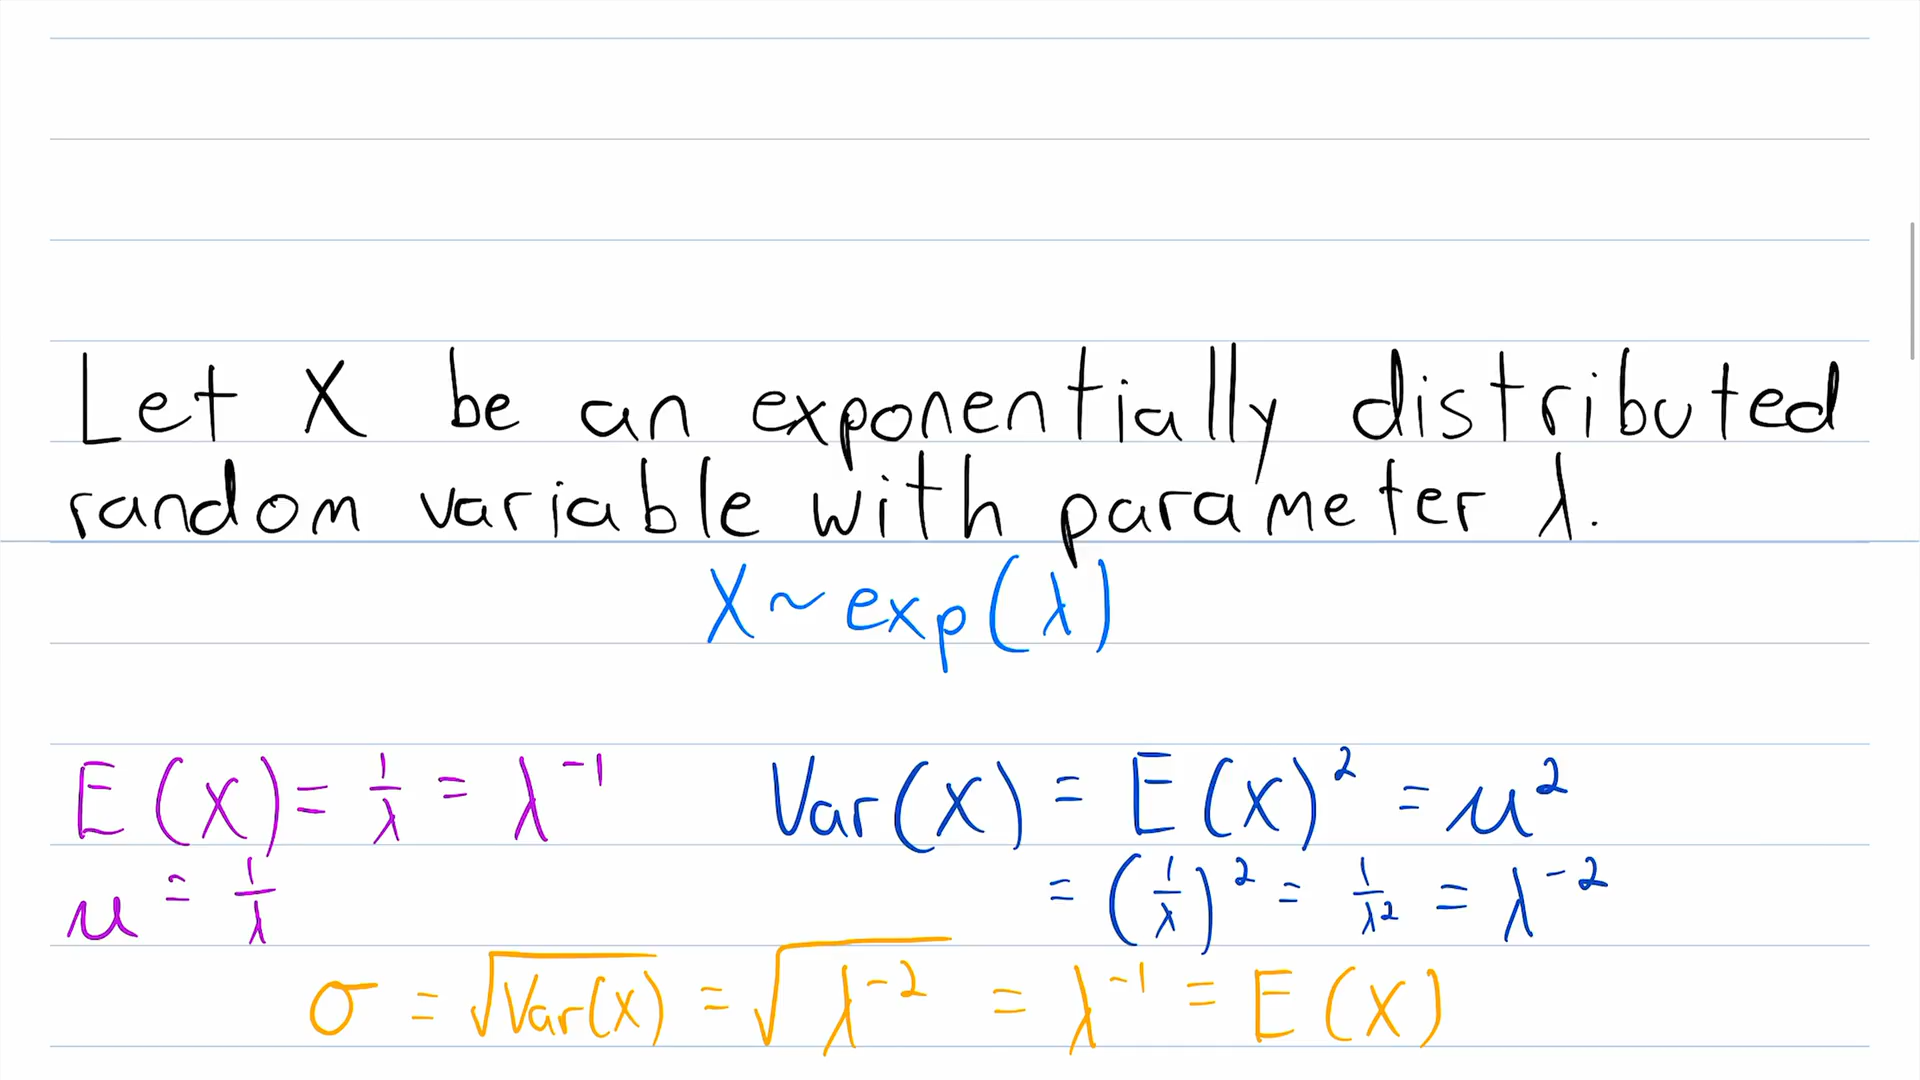 Let X be an exponentially distributed
random variable with parameter λ.
X ~ exp(λ)
E(X) = 1/λ = λ⁻¹
Var(X) = E(X)² = μ²
μ = 1/λ
= (1/λ)² = 1/λ² = λ⁻²
σ = √Var(X) = √λ⁻² = λ⁻¹ = E(X)